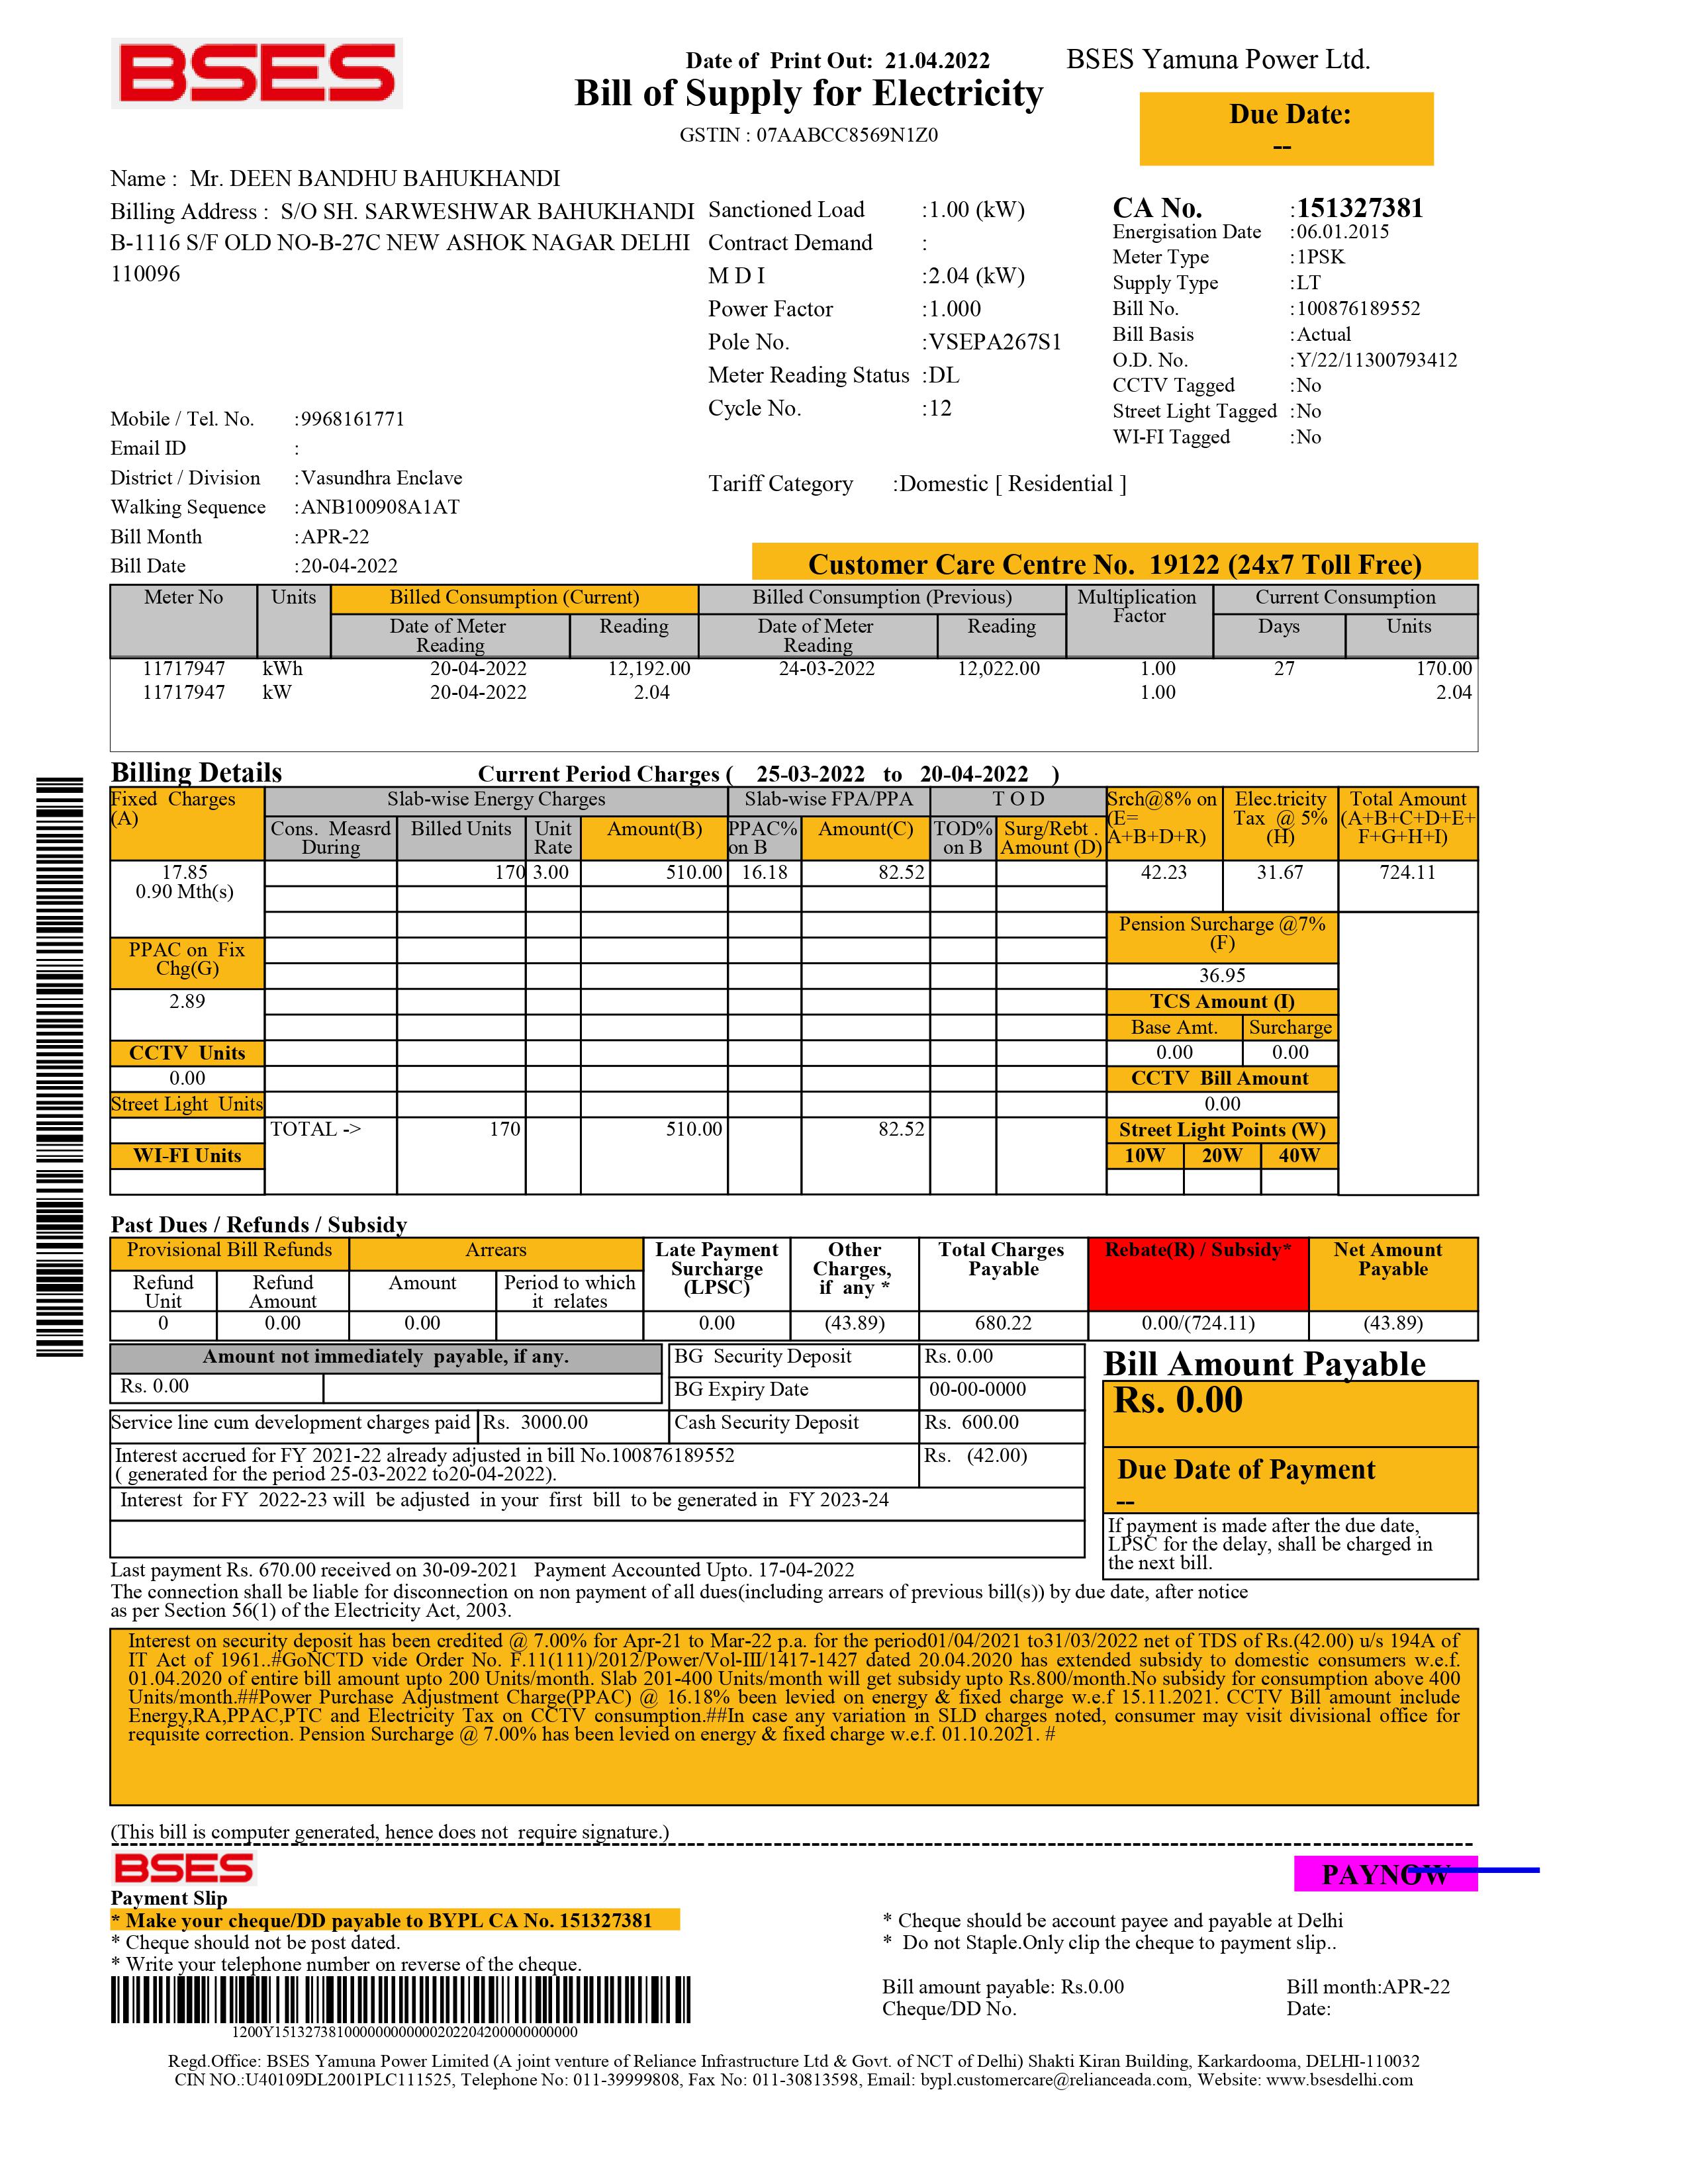 BSES
Date of Print Out: 21.04.2022
BSES Yamuna Power Ltd.
Bill of Supply for Electricity
GSTIN : 07AABCC8569N1Z0
Due Date:
--
Name : Mr. DEEN BANDHU BAHUKHANDI
Billing Address : S/O SH. SARWESHWAR BAHUKHANDI
B-1116 S/F OLD NO-B-27C NEW ASHOK NAGAR DELHI
110096
Mobile / Tel. No. :9968161771
Email ID :
District / Division :Vasundhra Enclave
Walking Sequence :ANB100908A1AT
Bill Month :APR-22
Bill Date :20-04-2022
Sanctioned Load :1.00 (kW)
Contract Demand :
M D I :2.04 (kW)
Power Factor :1.000
Pole No. :VSEPA267S1
Meter Reading Status :DL
Cycle No. :12
Tariff Category :Domestic [ Residential ]
CA No. :151327381
Energisation Date :06.01.2015
Meter Type :1PSK
Supply Type :LT
Bill No. :100876189552
Bill Basis :Actual
O.D. No. :Y/22/11300793412
CCTV Tagged :No
Street Light Tagged :No
WI-FI Tagged :No
Customer Care Centre No. 19122 (24x7 Toll Free)
Meter No Units Billed Consumption (Current) Billed Consumption (Previous) Multiplication Factor Current Consumption
Date of Meter Reading Reading Date of Meter Reading Reading Days Units
11717947 kWh 20-04-2022 12,192.00 24-03-2022 12,022.00 1.00 27 170.00
11717947 kW 20-04-2022 2.04 1.00 2.04
Billing Details Current Period Charges ( 25-03-2022 to 20-04-2022 )
Fixed Charges (A) Slab-wise Energy Charges Slab-wise FPA/PPA T O D Srch@8% on (E= A+B+D+R) Elec.tricity Tax @ 5% (H) Total Amount (A+B+C+D+E+ F+G+H+I)
Cons. Measrd During Billed Units Unit Rate Amount(B) PPAC% on B Amount(C) TOD% on B Surg/Rebt . Amount (D)
17.85 170 3.00 510.00 16.18 82.52 42.23 31.67 724.11
0.90 Mth(s)
Pension Surcharge @7% (F)
PPAC on Fix Chg(G)
36.95
2.89
TCS Amount (I)
Base Amt. Surcharge
CCTV Units
0.00 0.00
0.00
CCTV Bill Amount
Street Light Units
0.00
TOTAL -> 170 510.00 82.52
Street Light Points (W)
WI-FI Units
10W 20W 40W
Past Dues / Refunds / Subsidy
Provisional Bill Refunds Arrears Late Payment Surcharge (LPSC) Other Charges, if any * Total Charges Payable Rebate(R) / Subsidy* Net Amount Payable
Refund Unit Refund Amount Amount Period to which it relates
0 0.00 0.00 0.00 (43.89) 680.22 0.00/(724.11) (43.89)
Amount not immediately payable, if any.
Rs. 0.00
BG Security Deposit Rs. 0.00
BG Expiry Date 00-00-0000
Service line cum development charges paid Rs. 3000.00 Cash Security Deposit Rs. 600.00
Interest accrued for FY 2021-22 already adjusted in bill No.100876189552 Rs. (42.00)
( generated for the period 25-03-2022 to20-04-2022).
Interest for FY 2022-23 will be adjusted in your first bill to be generated in FY 2023-24
Bill Amount Payable
Rs. 0.00
Due Date of Payment
--
If payment is made after the due date,
LPSC for the delay, shall be charged in
the next bill.
Last payment Rs. 670.00 received on 30-09-2021 Payment Accounted Upto. 17-04-2022
The connection shall be liable for disconnection on non payment of all dues(including arrears of previous bill(s)) by due date, after notice
as per Section 56(1) of the Electricity Act, 2003.
Interest on security deposit has been credited @ 7.00% for Apr-21 to Mar-22 p.a. for the period01/04/2021 to31/03/2022 net of TDS of Rs.(42.00) u/s 194A of
IT Act of 1961..#GoNCTD vide Order No. F.11(111)/2012/Power/Vol-III/1417-1427 dated 20.04.2020 has extended subsidy to domestic consumers w.e.f.
01.04.2020 of entire bill amount upto 200 Units/month. Slab 201-400 Units/month will get subsidy upto Rs.800/month.No subsidy for consumption above 400
Units/month.##Power Purchase Adjustment Charge(PPAC) @ 16.18% been levied on energy & fixed charge w.e.f 15.11.2021. CCTV Bill amount include
Energy,RA,PPAC,PTC and Electricity Tax on CCTV consumption.##In case any variation in SLD charges noted, consumer may visit divisional office for
requisite correction. Pension Surcharge @ 7.00% has been levied on energy & fixed charge w.e.f. 01.10.2021. #
(This bill is computer generated, hence does not require signature.)
BSES
PAYNOW
Payment Slip
* Make your cheque/DD payable to BYPL CA No. 151327381
* Cheque should not be post dated.
* Write your telephone number on reverse of the cheque.
* Cheque should be account payee and payable at Delhi
* Do not Staple.Only clip the cheque to payment slip..
Bill amount payable: Rs.0.00 Bill month:APR-22
Cheque/DD No. Date:
1200Y151327381000000000000202204200000000000
Regd.Office: BSES Yamuna Power Limited (A joint venture of Reliance Infrastructure Ltd & Govt. of NCT of Delhi) Shakti Kiran Building, Karkardooma, DELHI-110032
CIN NO.:U40109DL2001PLC111525, Telephone No: 011-39999808, Fax No: 011-30813598, Email: bypl.customercare@relianceada.com, Website: www.bsesdelhi.com